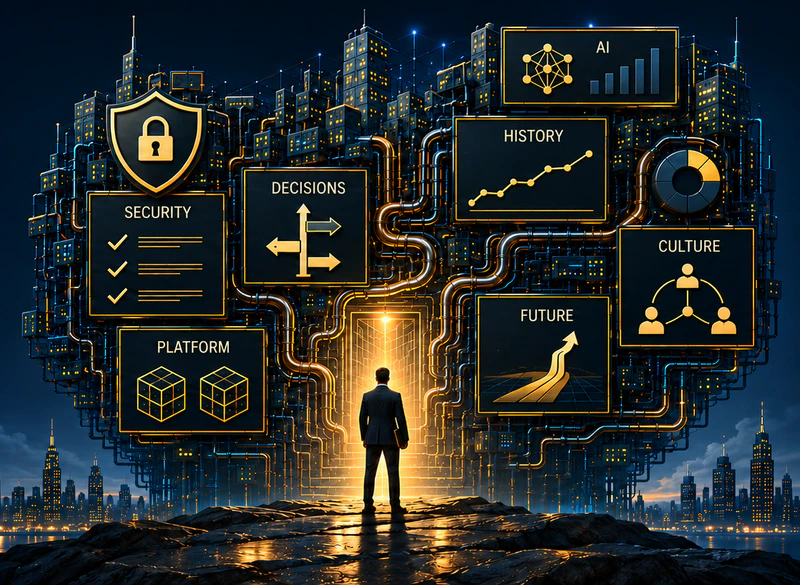 AI
HISTORY
DECISIONS
SECURITY
CULTURE
FUTURE
PLATFORM